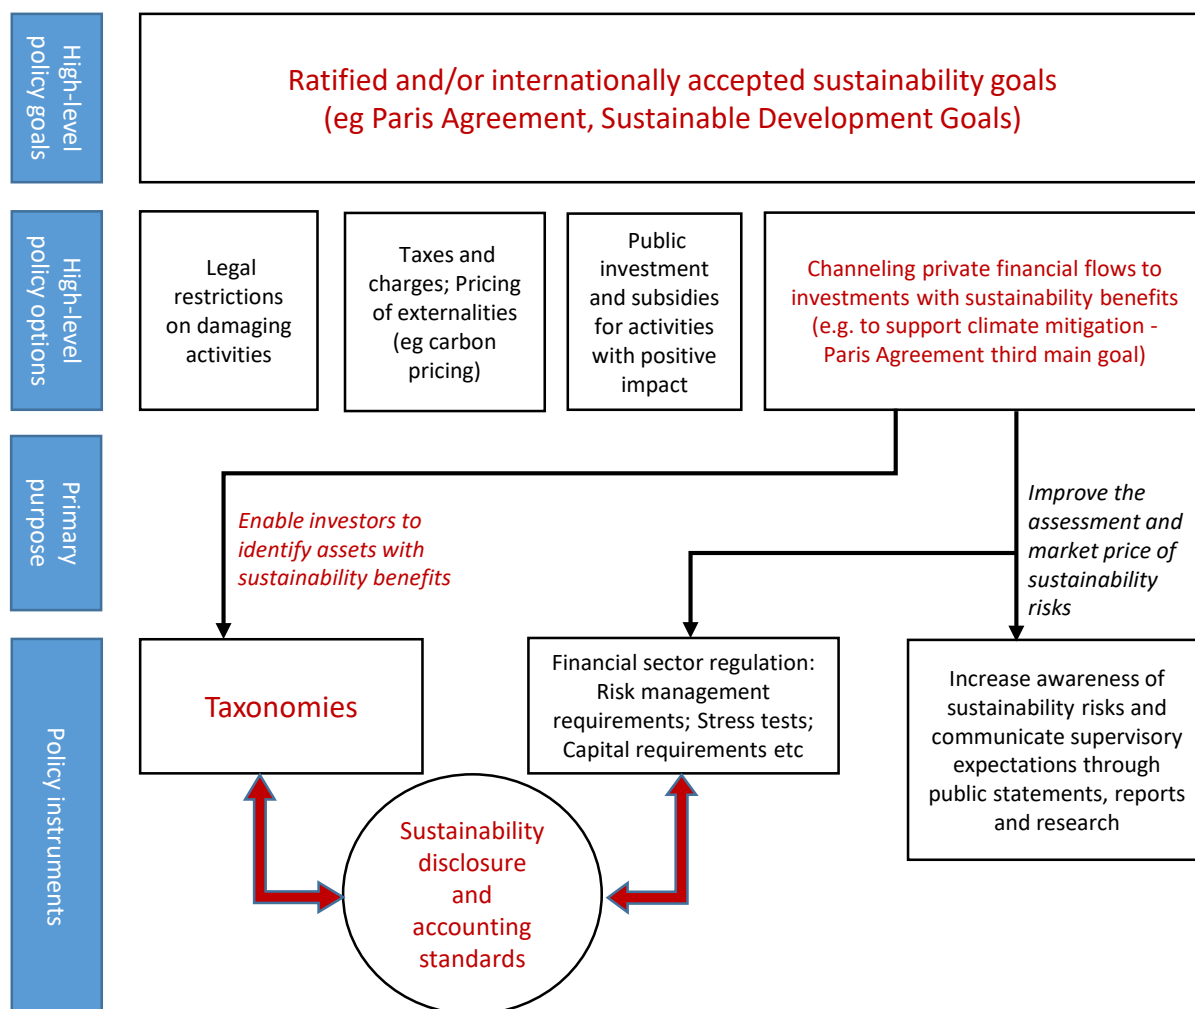 High-level
policy goals
Ratified and/or internationally accepted sustainability goals
(eg Paris Agreement, Sustainable Development Goals)
High-level
policy options
Legal
restrictions
on damaging
activities
Taxes and
charges; Pricing
of externalities
(eg carbon
pricing)
Public
investment
and subsidies
for activities
with positive
impact
Channeling private financial flows to
investments with sustainability benefits
(e.g. to support climate mitigation -
Paris Agreement third main goal)
Primary
purpose
Enable investors to
identify assets with
sustainability benefits
Improve the
assessment and
market price of
sustainability
risks
Policy instruments
Taxonomies
Financial sector regulation:
Risk management
requirements; Stress tests;
Capital requirements etc
Increase awareness of
sustainability risks and
communicate supervisory
expectations through
public statements, reports
and research
Sustainability
disclosure
and
accounting
standards